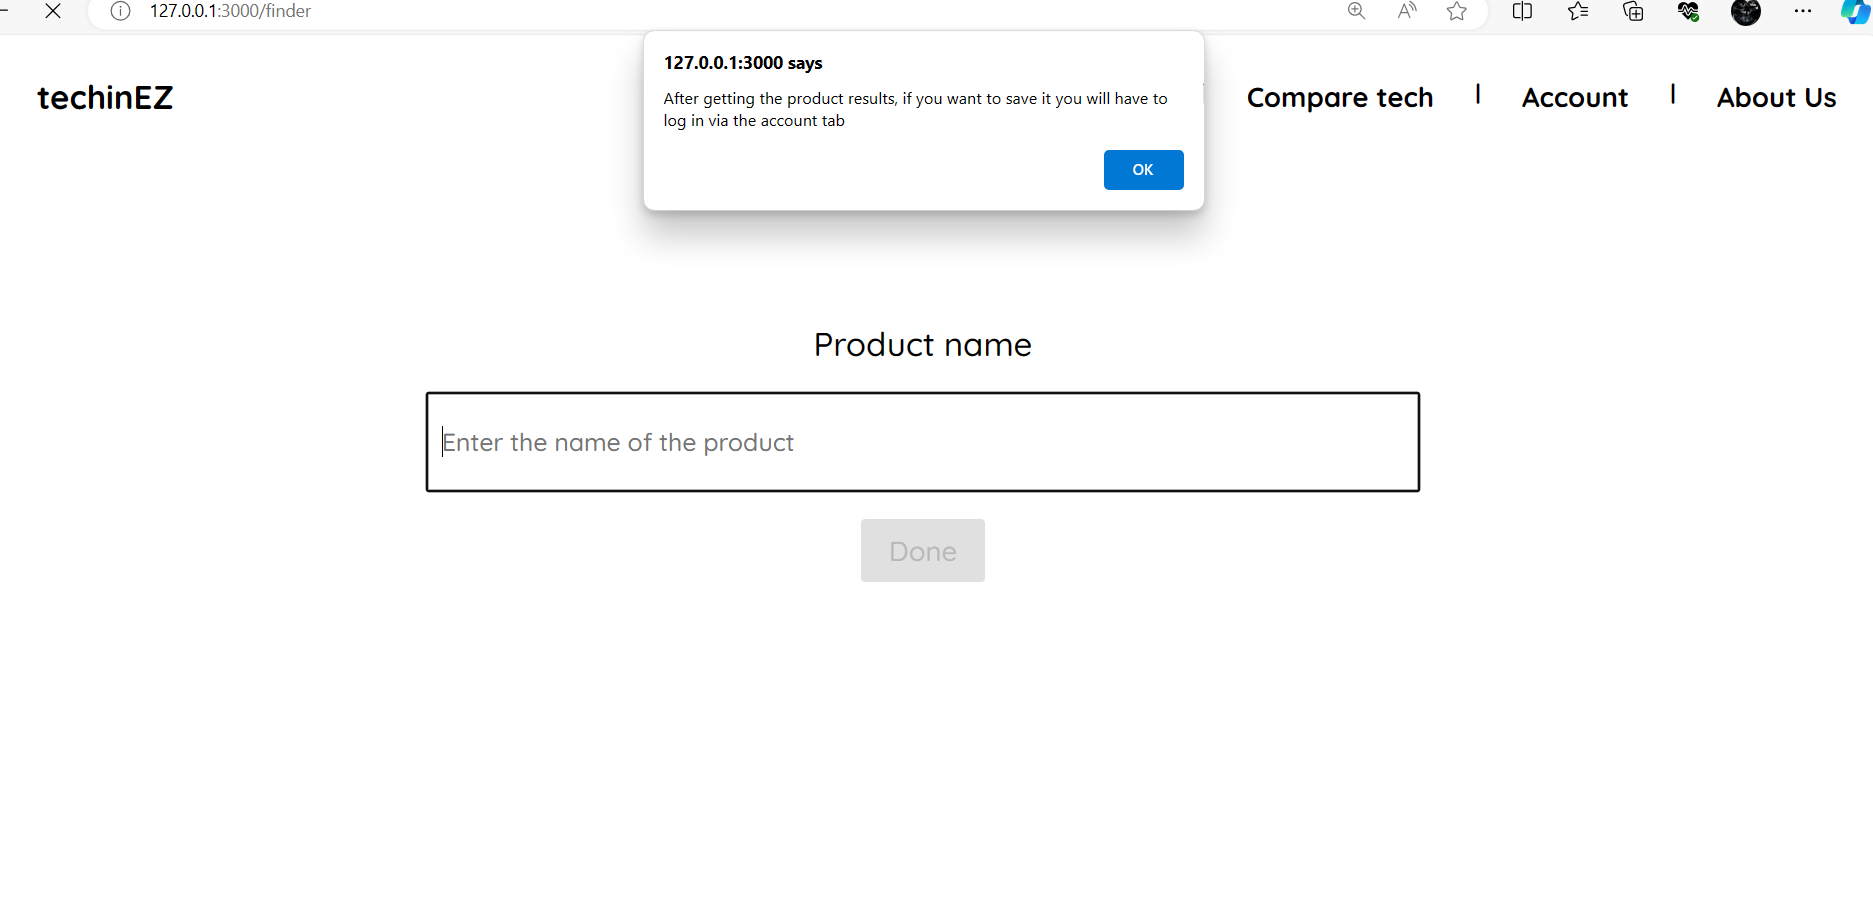 127.0.0.1:3000/finder
127.0.0.1:3000 says
After getting the product results, if you want to save it you will have to
log in via the account tab
OK
techinEZ
Compare tech | Account | About Us
Product name
Enter the name of the product
Done